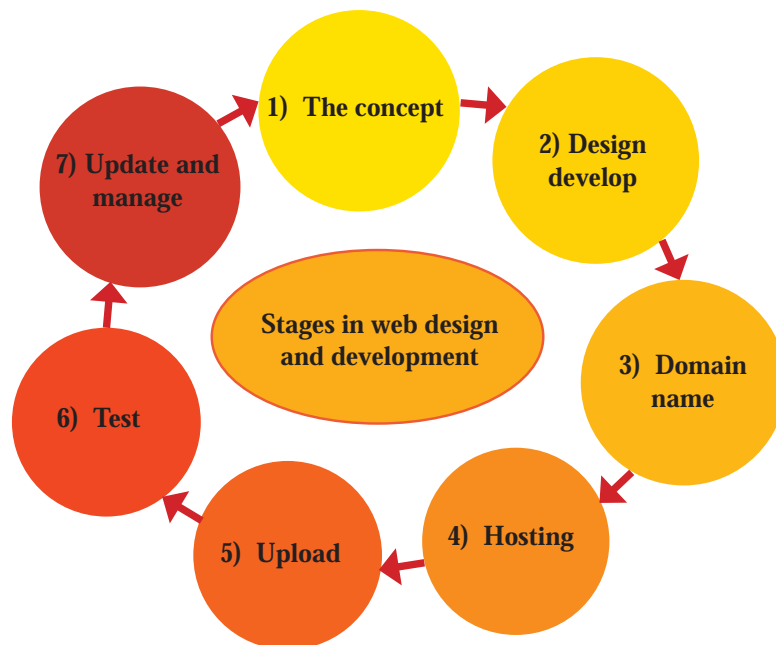 1) The concept
2) Design
develop
3) Domain
name
4) Hosting
5) Upload
6) Test
7) Update and
manage
Stages in web design
and development